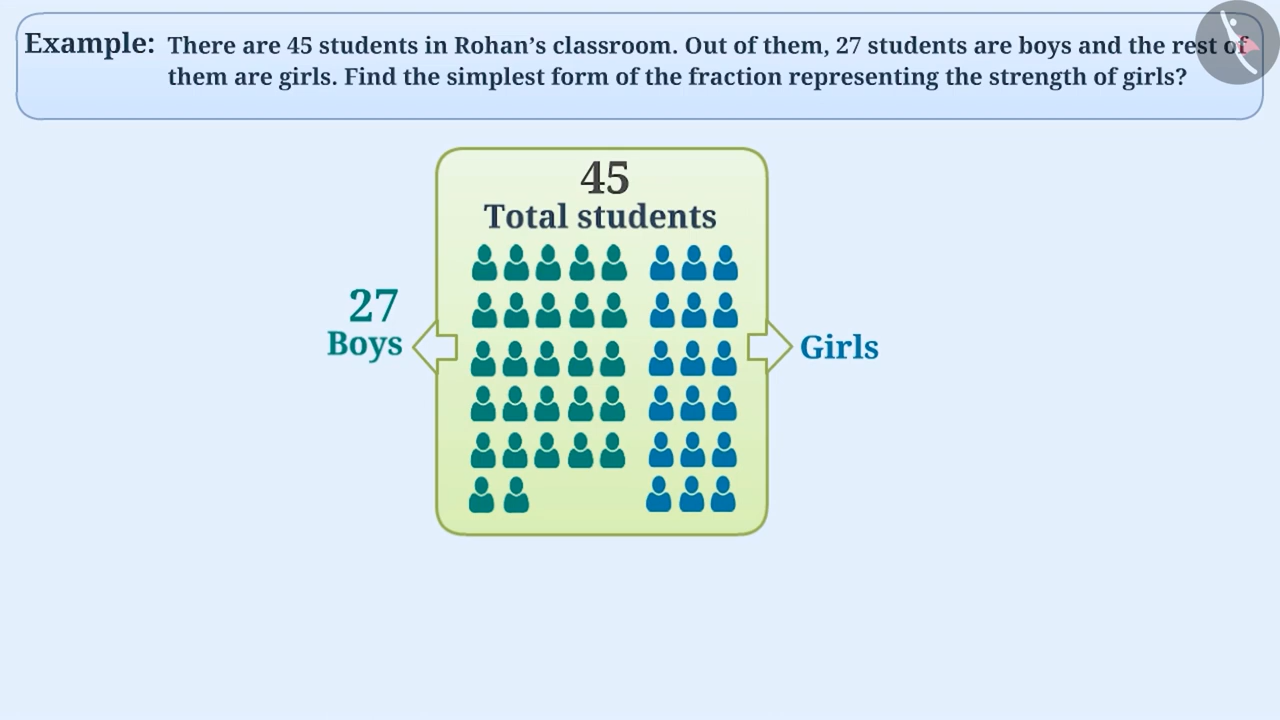 Example: There are 45 students in Rohan’s classroom. Out of them, 27 students are boys and the rest of
them are girls. Find the simplest form of the fraction representing the strength of girls?
45
Total students
27
Boys
Girls